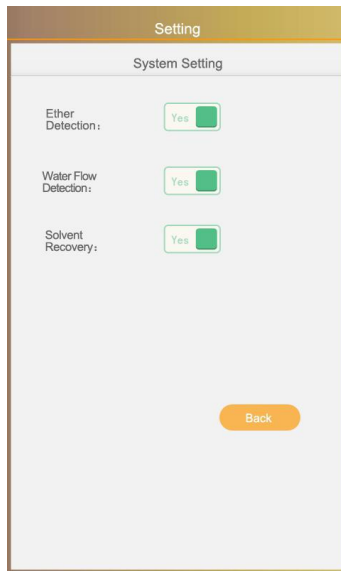 Setting
System Setting
Ether
Detection：
Yes
Water Flow
Detection：
Yes
Solvent
Recovery：
Yes
Back